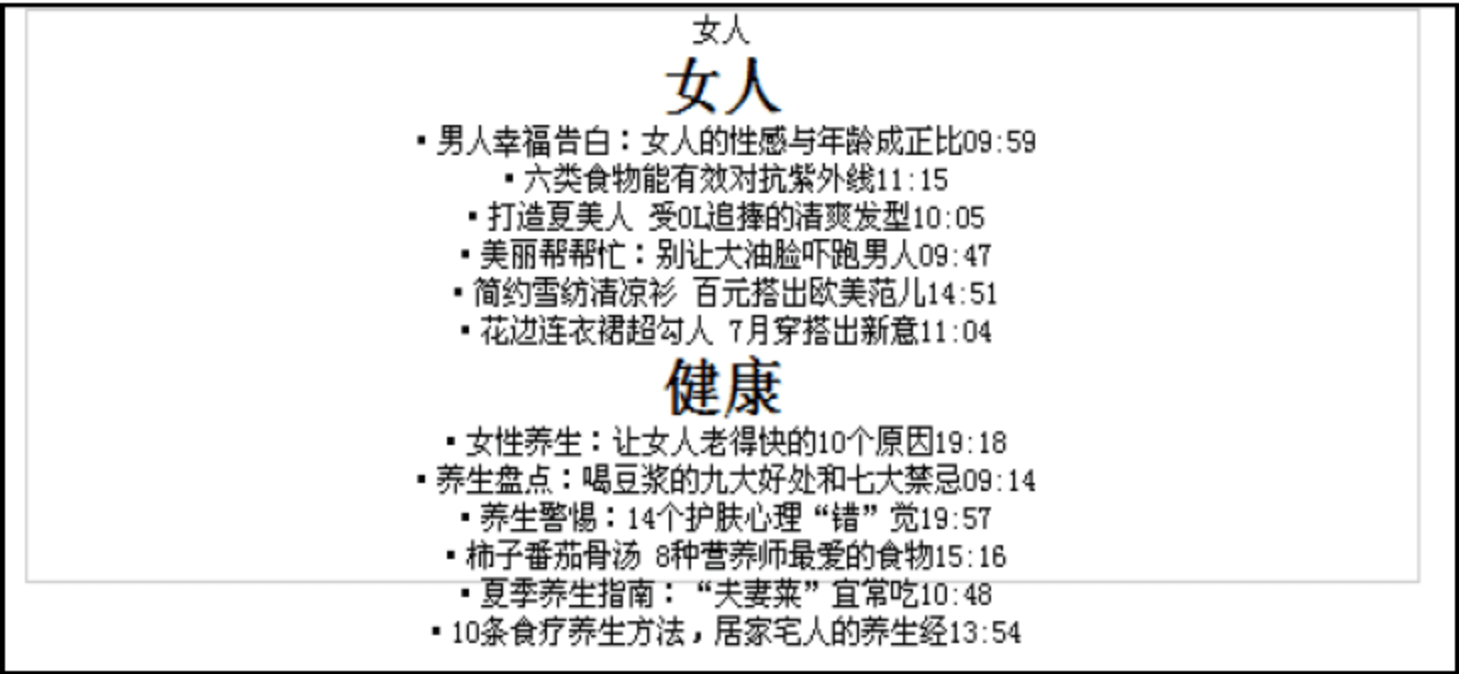 女人
女人
▪ 男人幸福告白：女人的性感与年龄成正比09:59
▪ 六类食物能有效对抗紫外线11:15
▪ 打造夏美人 受OL追捧的清爽发型10:05
▪ 美丽帮帮忙：别让大油脸吓跑男人09:47
▪ 简约雪纺清凉衫 百元搭出欧美范儿14:51
▪ 花边连衣裙超勾人 7月穿搭出新意11:04
健康
▪ 女性养生：让女人老得快的10个原因19:18
▪ 养生盘点：喝豆浆的九大好处和七大禁忌09:14
▪ 养生警惕：14个护肤心理“错”觉19:57
▪ 柿子番茄骨汤 8种营养师最爱的食物15:16
▪ 夏季养生指南：“夫妻菜”宜常吃10:48
▪ 10条食疗养生方法，居家宅人的养生经13:54